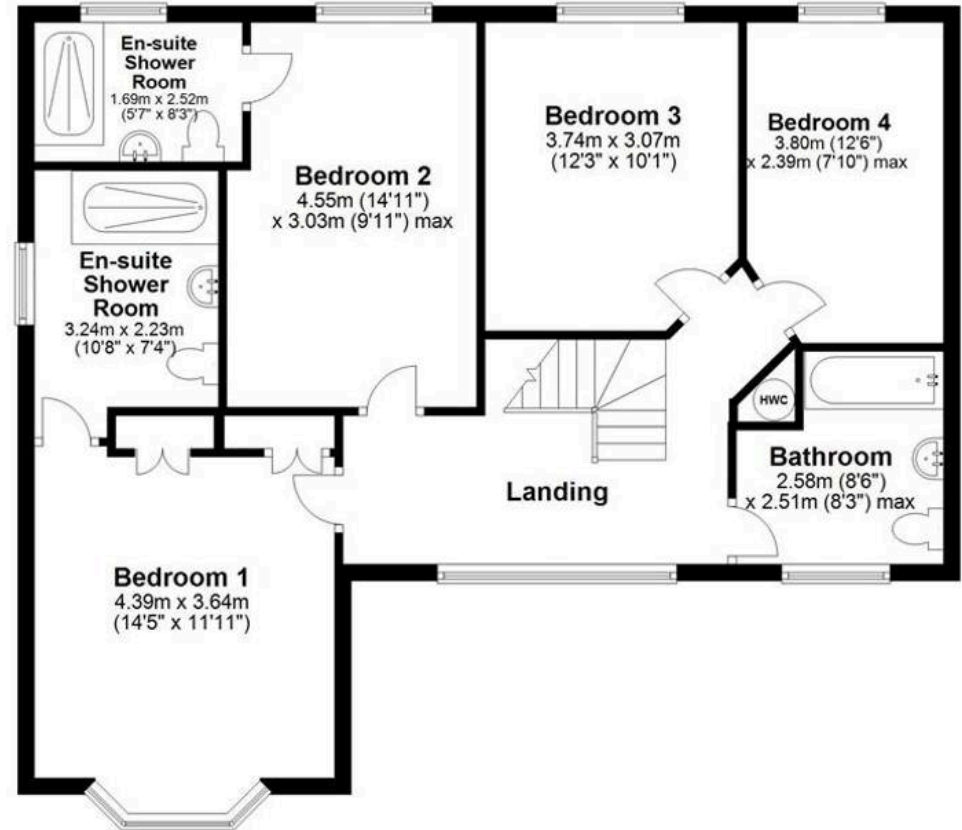 En-suite
Shower
Room
1.69m x 2.52m
(5'7" x 8'3")
Bedroom 2
4.55m (14'11")
x 3.03m (9'11") max
Bedroom 3
3.74m x 3.07m
(12'3" x 10'1")
Bedroom 4
3.80m (12'6")
x 2.39m (7'10") max
En-suite
Shower
Room
3.24m x 2.23m
(10'8" x 7'4")
HWC
Bathroom
2.58m (8'6")
x 2.51m (8'3") max
Landing
Bedroom 1
4.39m x 3.64m
(14'5" x 11'11")